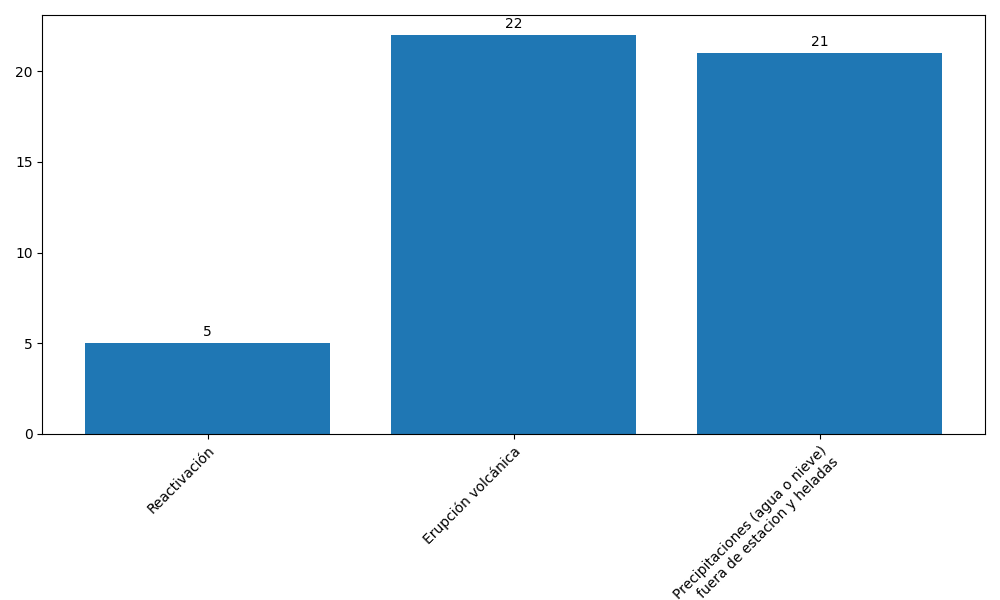 22
21
20
15
10
5
5
0
Reactivación
Erupción volcánica
Precipitaciones (agua o nieve)
fuera de estacion y heladas